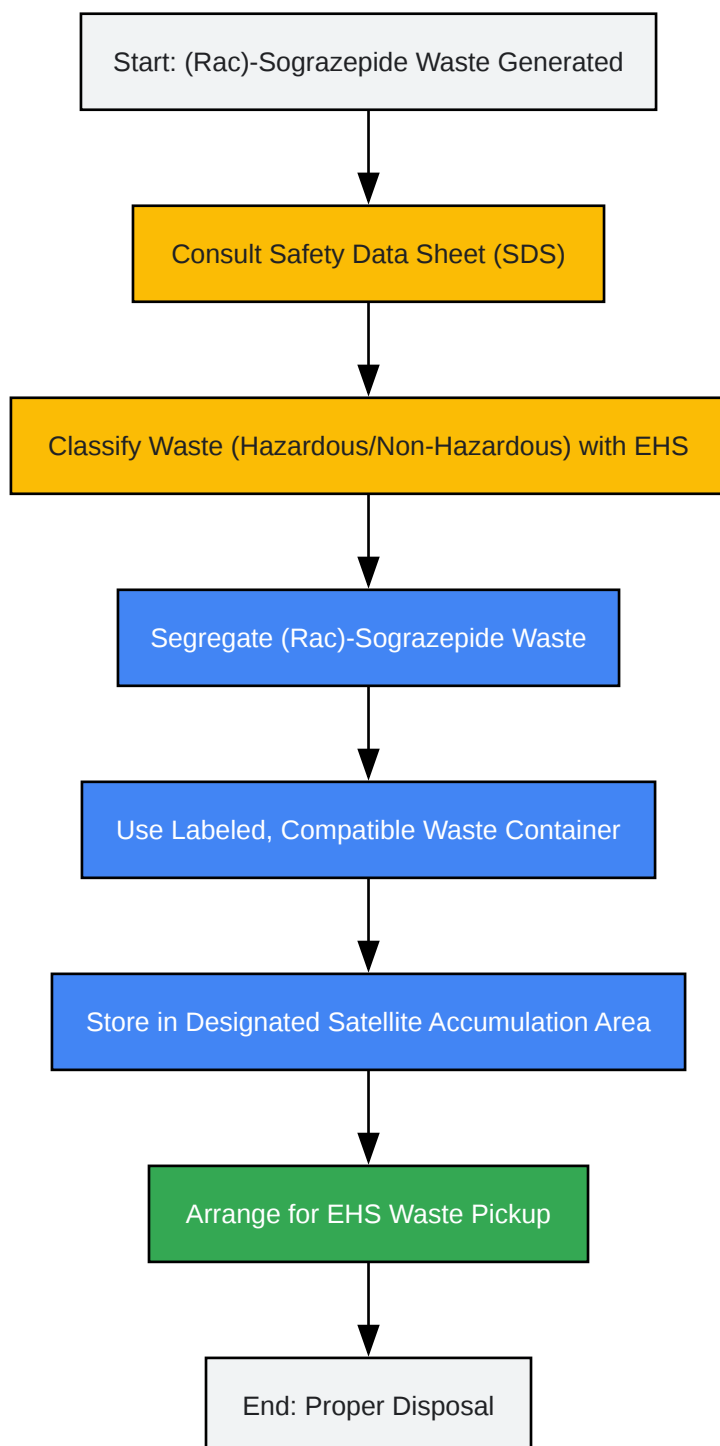 Start: (Rac)-Sograzepide Waste Generated
Consult Safety Data Sheet (SDS)
Classify Waste (Hazardous/Non-Hazardous) with EHS
Segregate (Rac)-Sograzepide Waste
Use Labeled, Compatible Waste Container
Store in Designated Satellite Accumulation Area
Arrange for EHS Waste Pickup
End: Proper Disposal